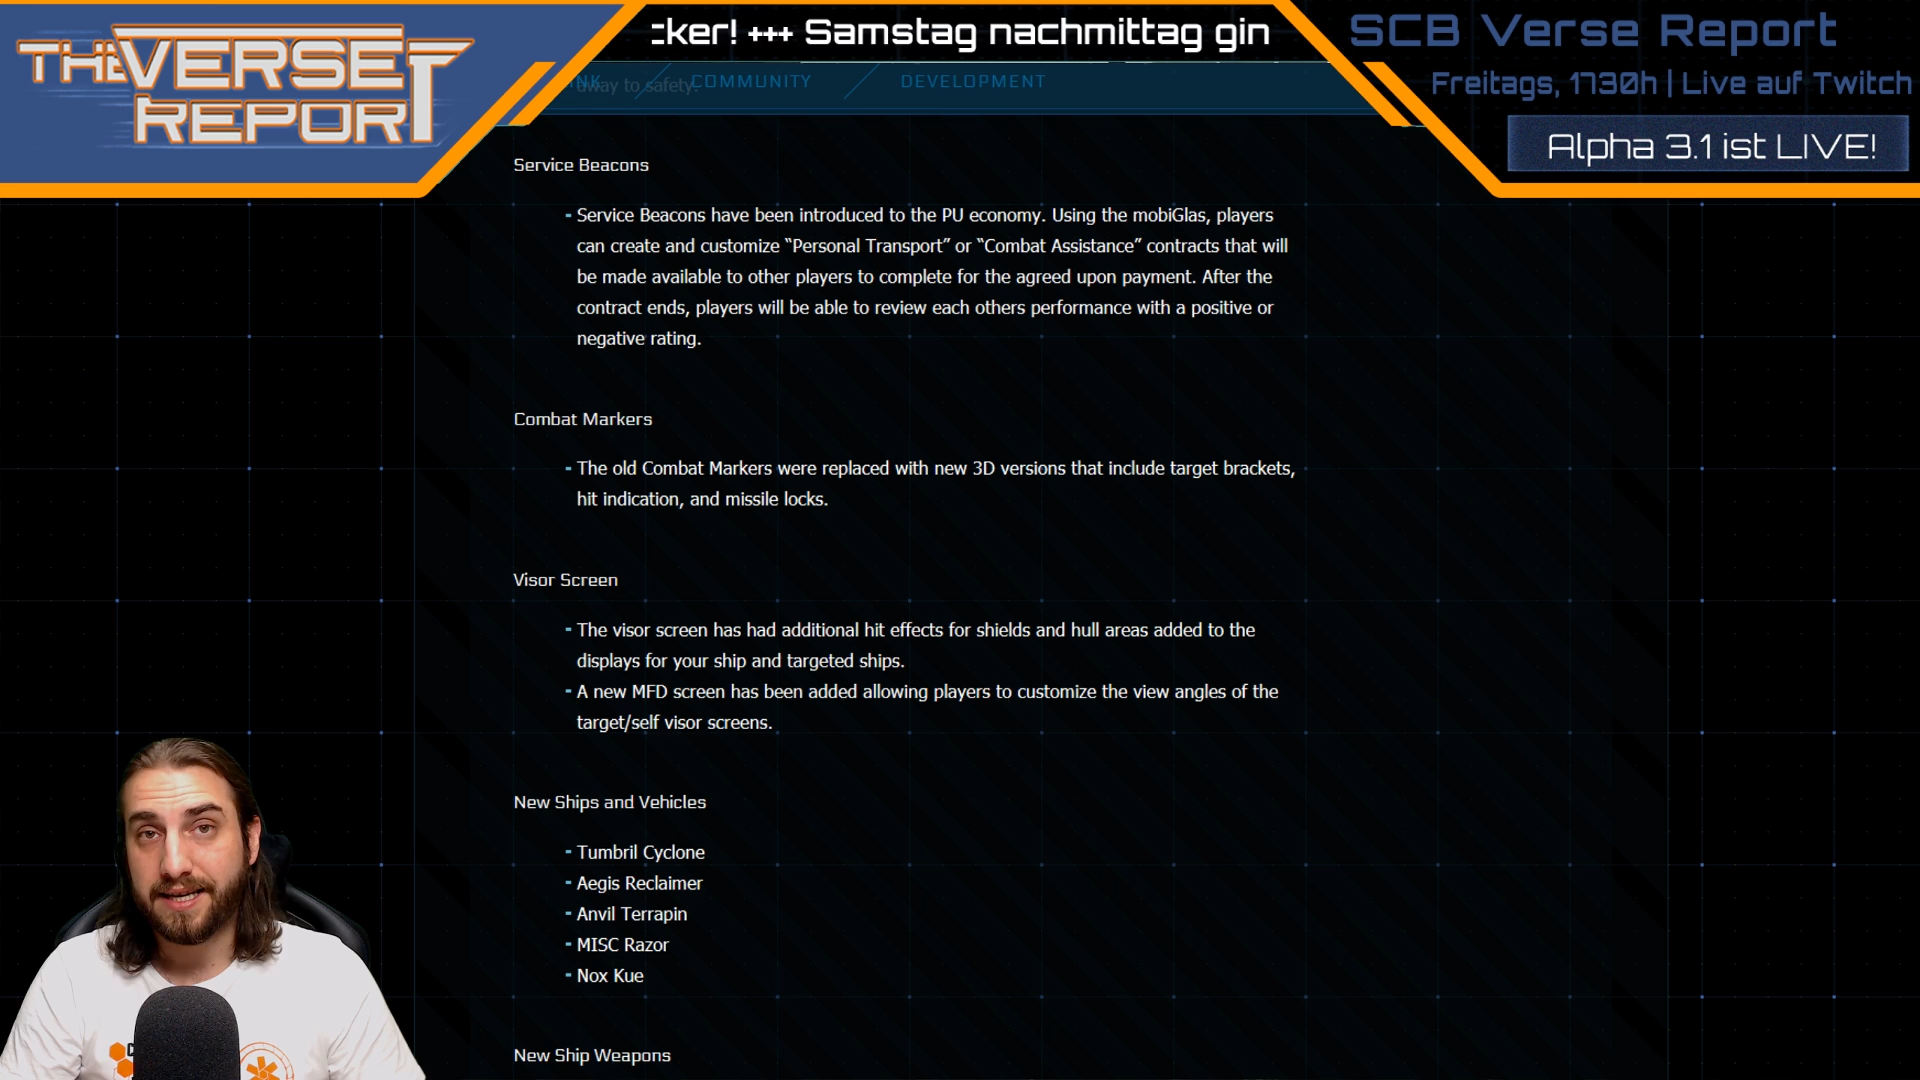 THE VERSE
REPORT
ker! +++ Samstag nachmittag gin
SCB Verse Report
Freitags, 1730h | Live auf Twitch
Alpha 3.1 ist LIVE!
COMMUNITY
DEVELOPMENT
away to safety.
Service Beacons
- Service Beacons have been introduced to the PU economy. Using the mobiGlas, players
can create and customize “Personal Transport” or “Combat Assistance” contracts that will
be made available to other players to complete for the agreed upon payment. After the
contract ends, players will be able to review each others performance with a positive or
negative rating.
Combat Markers
- The old Combat Markers were replaced with new 3D versions that include target brackets,
hit indication, and missile locks.
Visor Screen
- The visor screen has had additional hit effects for shields and hull areas added to the
displays for your ship and targeted ships.
- A new MFD screen has been added allowing players to customize the view angles of the
target/self visor screens.
New Ships and Vehicles
- Tumbril Cyclone
- Aegis Reclaimer
- Anvil Terrapin
- MISC Razor
- Nox Kue
New Ship Weapons